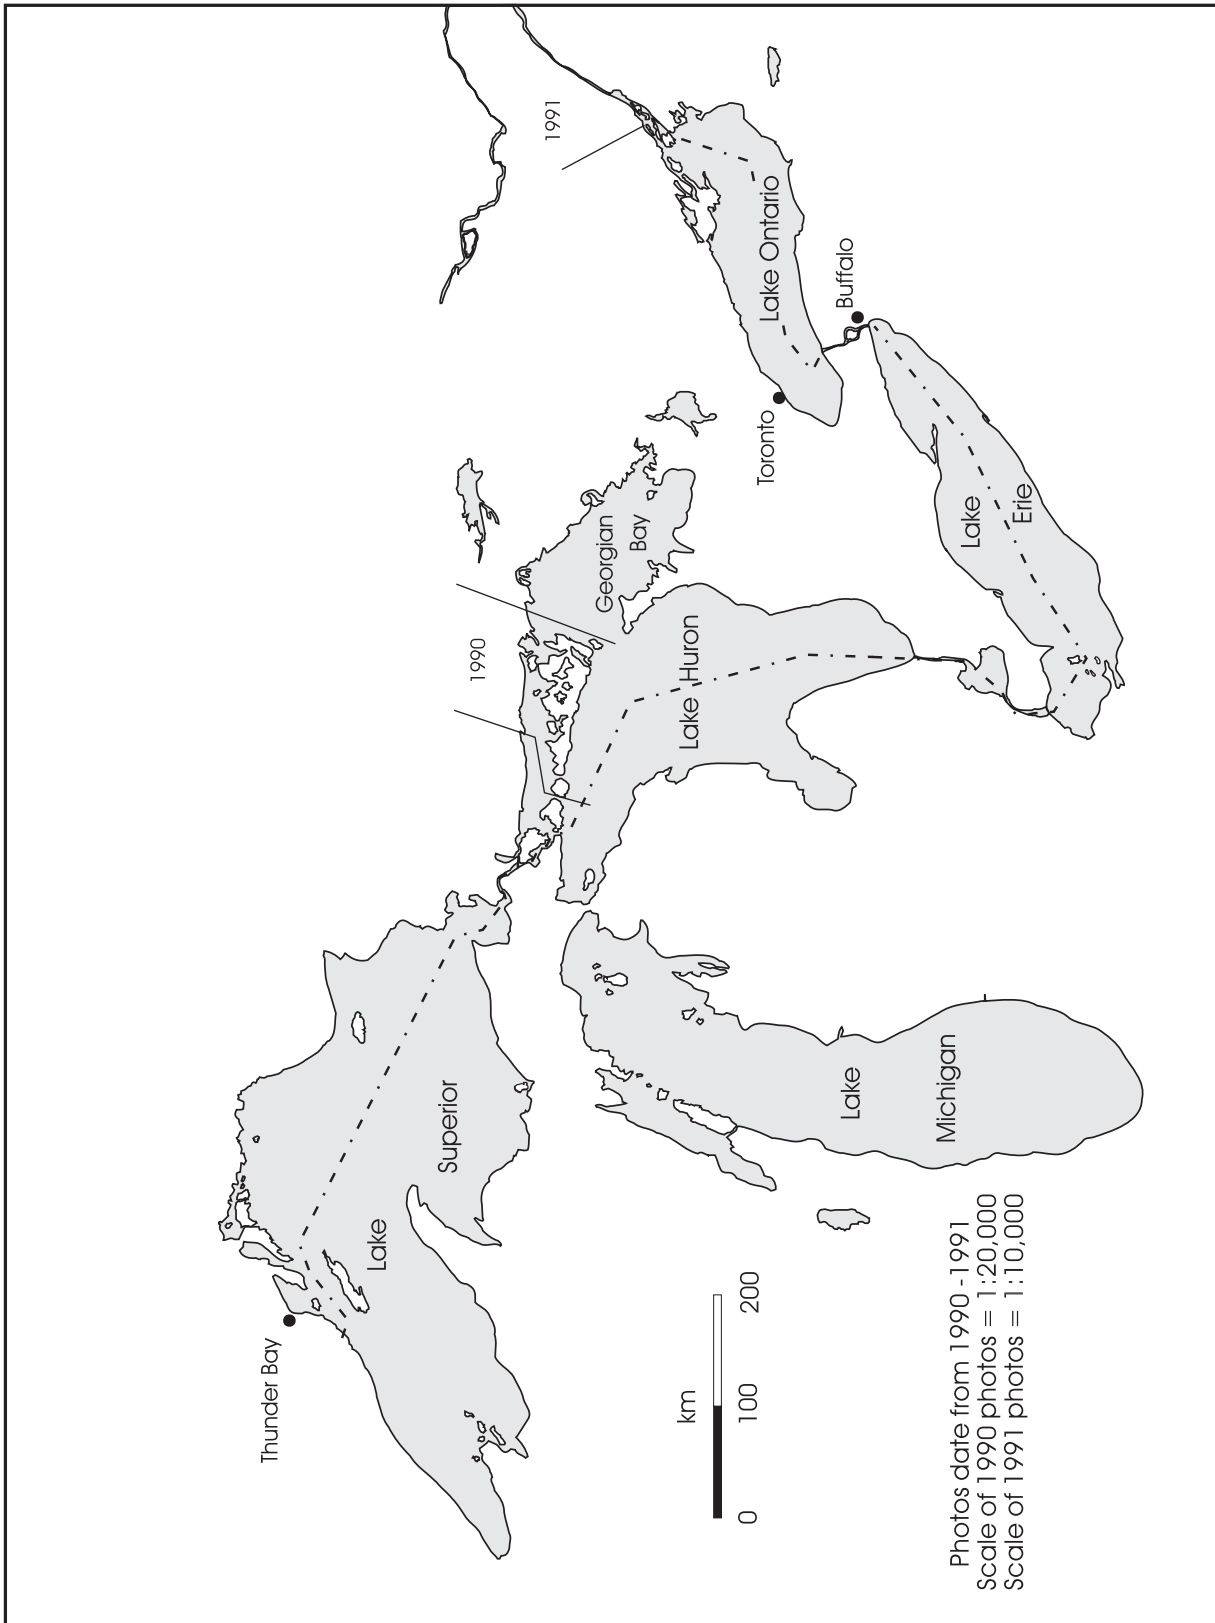 Thunder Bay
Lake
Superior
1990
1991
Georgian
Bay
Lake Huron
Toronto
Lake Ontario
Buffalo
Lake
Erie
Lake
Michigan
km
0 100 200
Photos date from 1990 - 1991
Scale of 1990 photos = 1:20,000
Scale of 1991 photos = 1:10,000